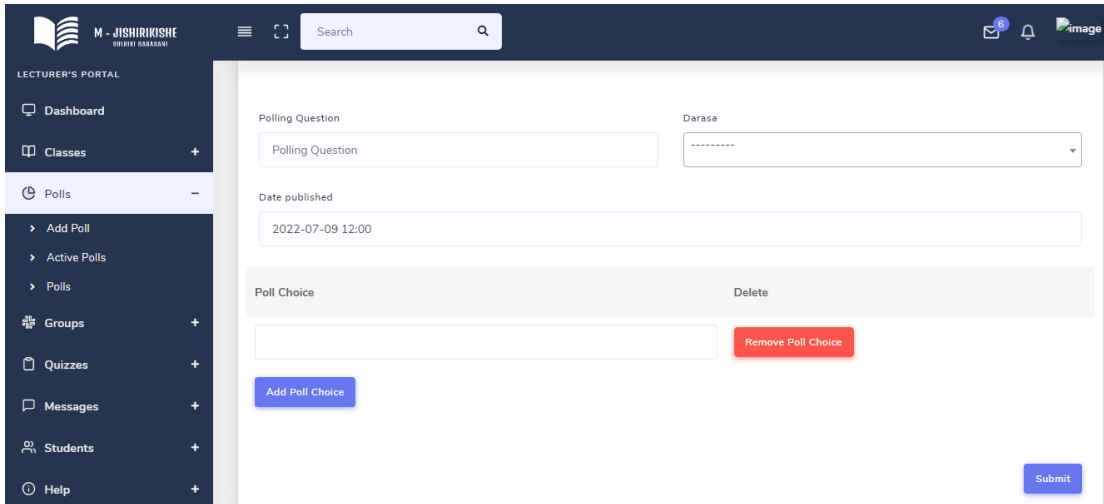 M - JISHIRIKISHE
SHIRIKI DARASANI
Search
6
image
LECTURER'S PORTAL
Dashboard
Classes +
Polls -
Add Poll
Active Polls
Polls
Groups +
Quizzes +
Messages +
Students +
Help +
Polling Question
Darasa
Polling Question
---------
Date published
2022-07-09 12:00
Poll Choice
Delete
Remove Poll Choice
Add Poll Choice
Submit